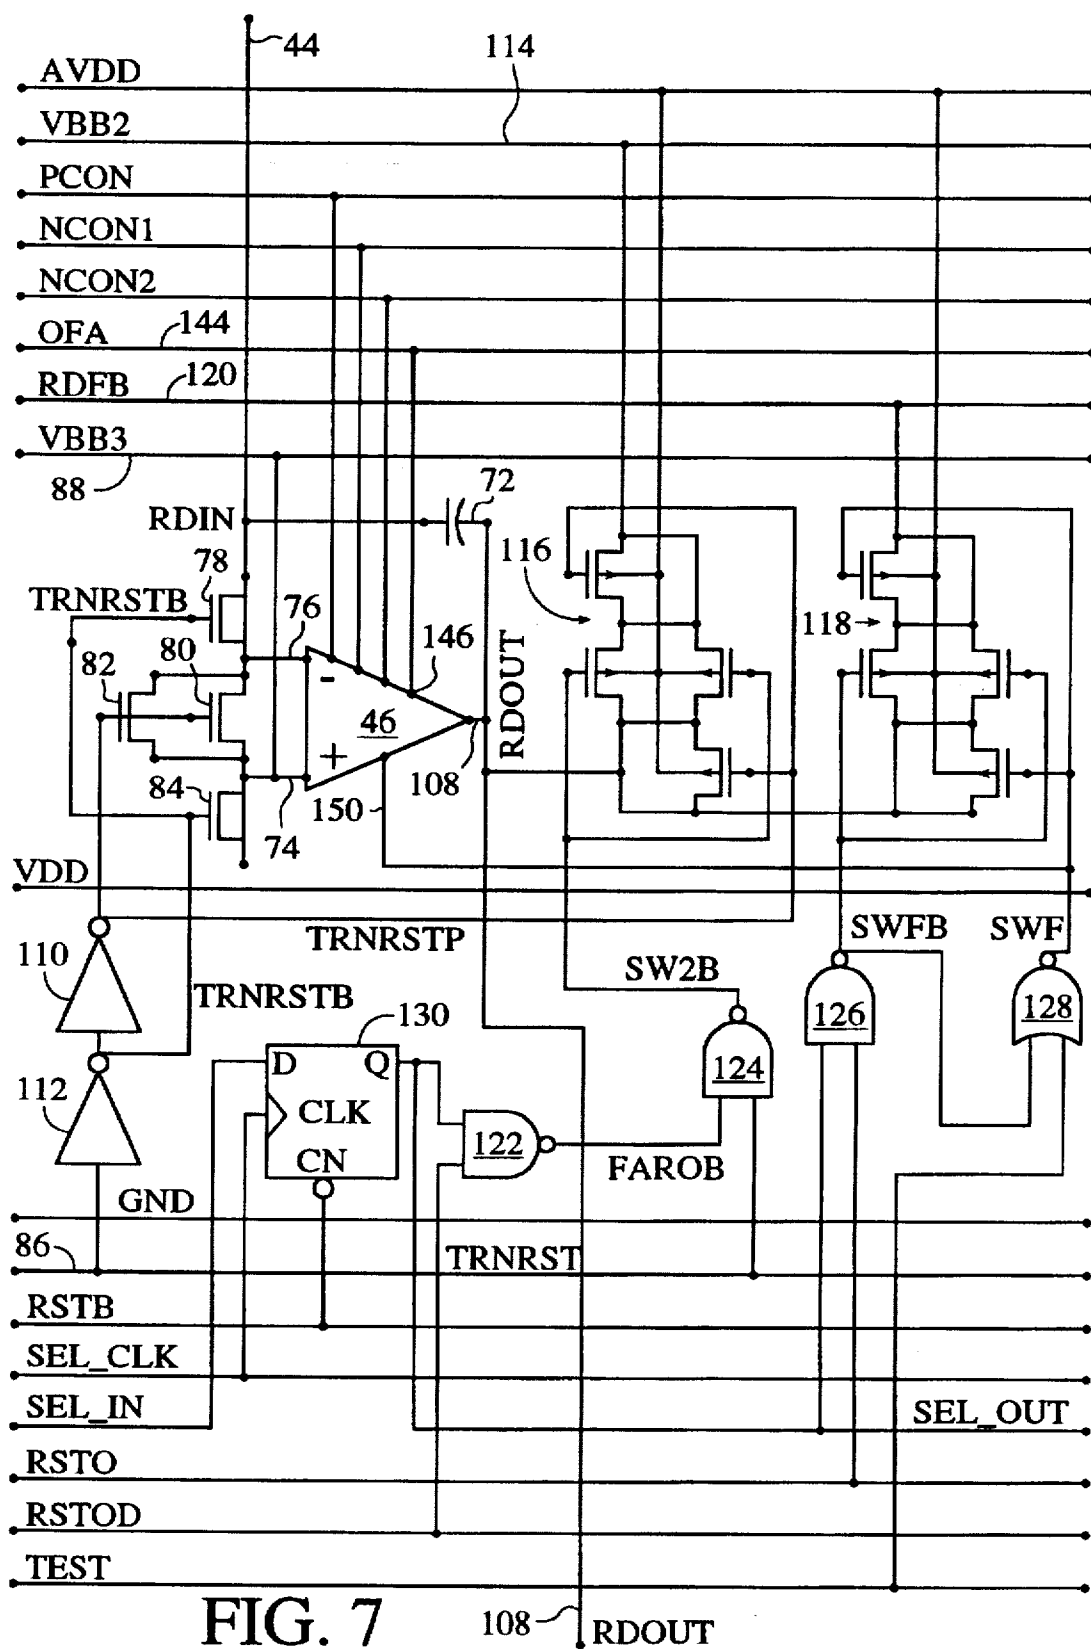 44
114
AVDD
VBB2
PCON
NCON1
NCON2
OFA
144
RDFB
120
VBB3
88
72
RDIN
78
116
TRNRSTB
76
118
82
80
146
-
46
RDOUT
+
84
108
150
74
VDD
TRNRSTP
SWFB
SWF
110
SW2B
TRNRSTB
130
126
128
D
Q
124
112
CLK
122
CN
FAROB
GND
86
TRNRST
RSTB
SEL_CLK
SEL_IN
SEL_OUT
RSTO
RSTOD
TEST
FIG. 7
108
RDOUT